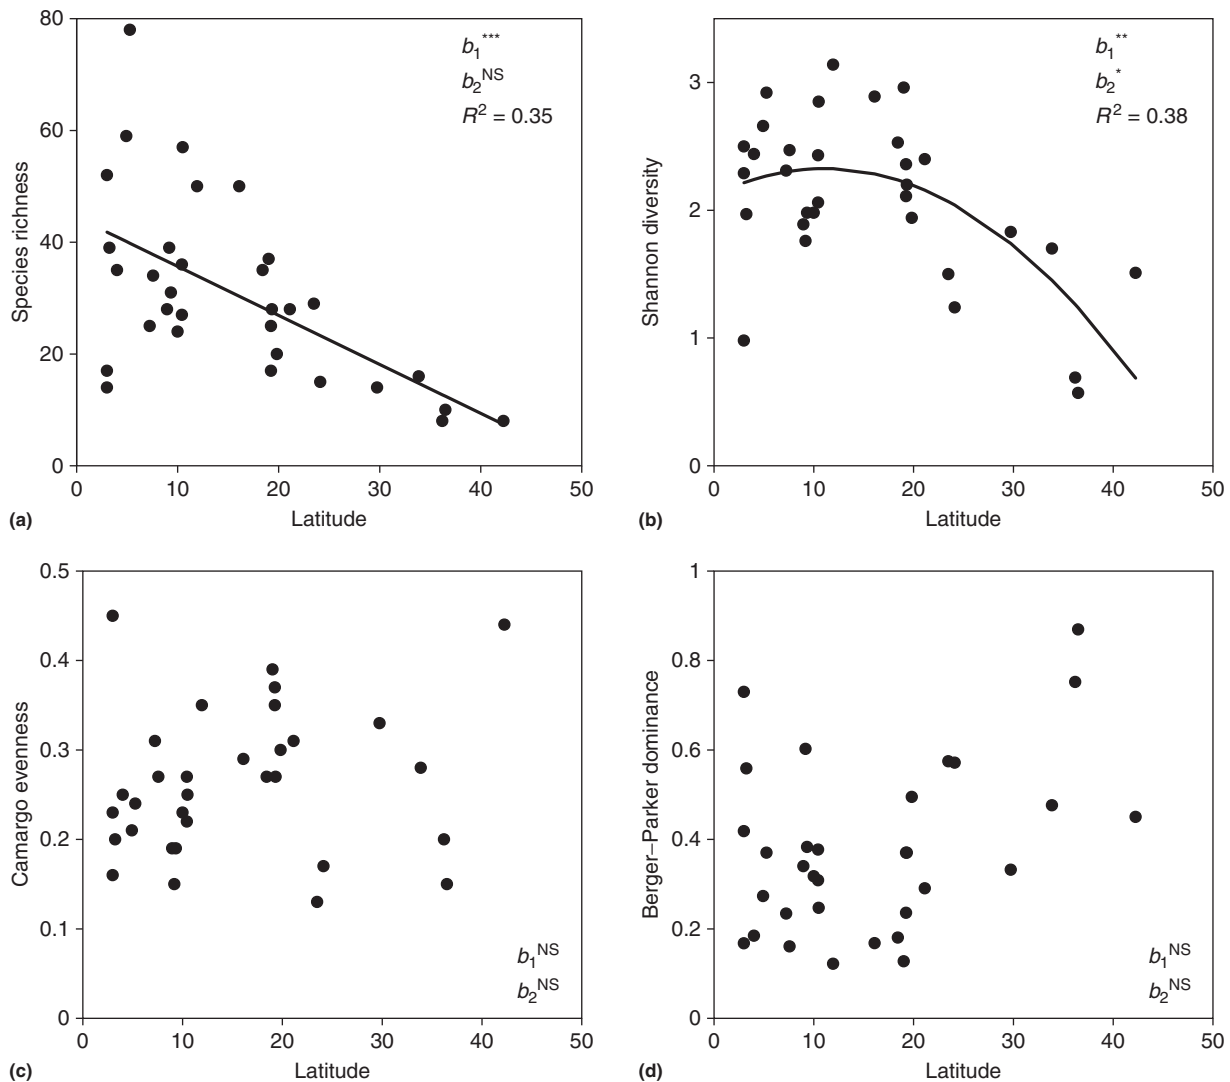 80
60
40
20
0
Species richness
b₁***
b₂NS
R² = 0.35
0 10 20 30 40 50
(a) Latitude
3
2
1
0
Shannon diversity
b₁**
b₂*
R² = 0.38
0 10 20 30 40 50
(b) Latitude
0.5
0.4
0.3
0.2
0.1
0
Camargo evenness
b₁NS
b₂NS
0 10 20 30 40 50
(c) Latitude
1
0.8
0.6
0.4
0.2
0
Berger–Parker dominance
b₁NS
b₂NS
0 10 20 30 40 50
(d) Latitude